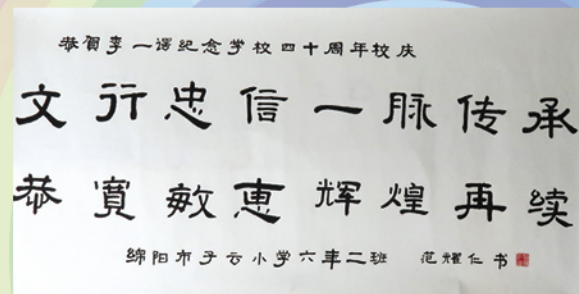 恭賀李一谔纪念学校四十周年校庆
文行忠信一脉传承
恭寬敏恵辉煌再续
绵阳市子云小学六年二班 范耀仁书